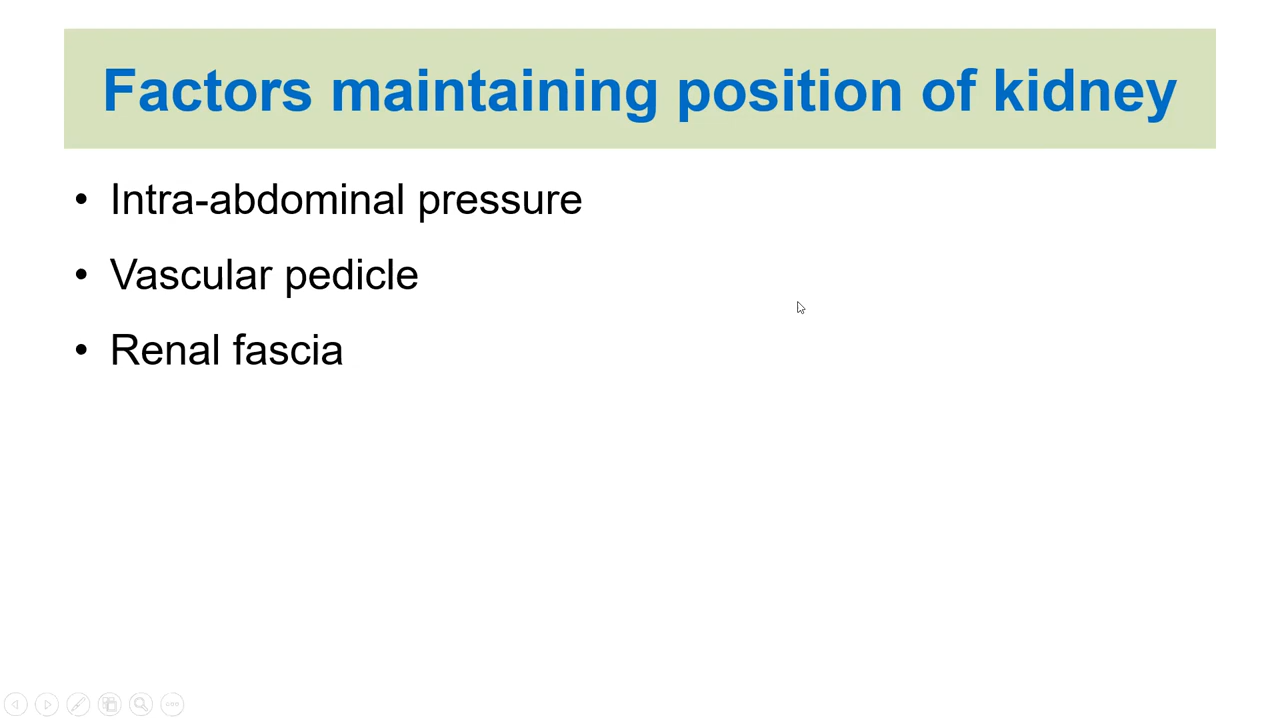 Factors maintaining position of kidney
• Intra-abdominal pressure
• Vascular pedicle
• Renal fascia